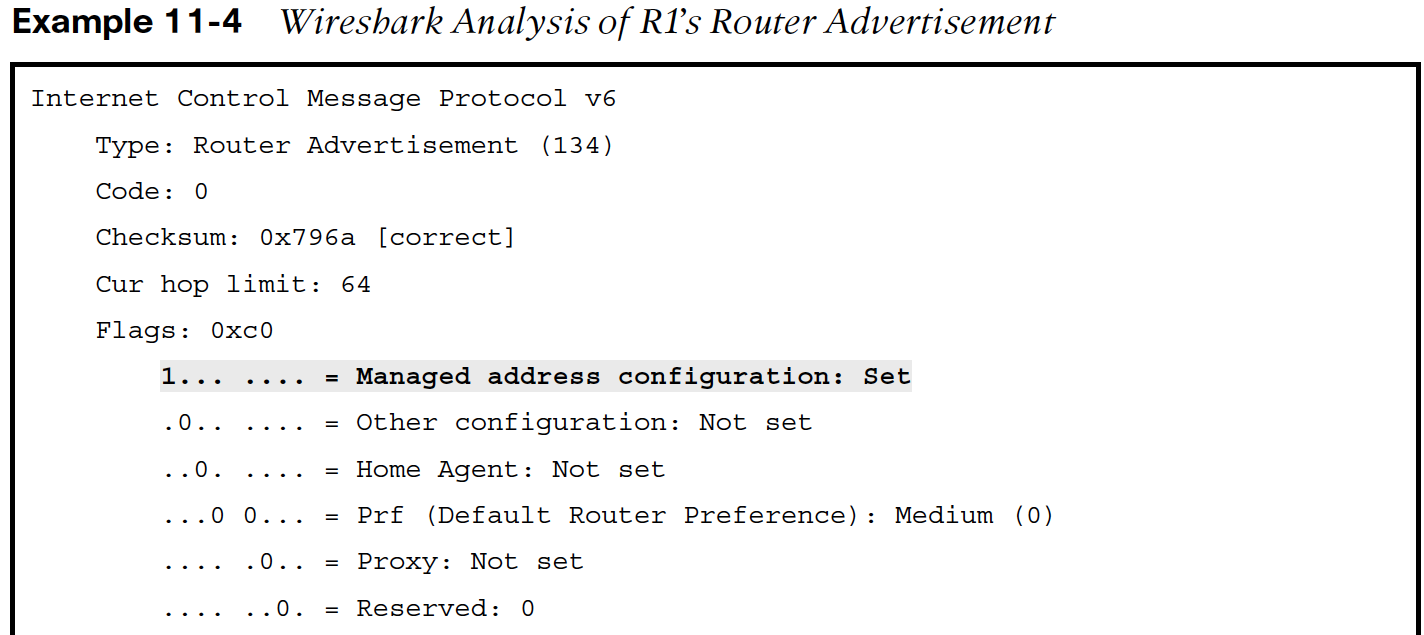 Example 11-4 Wireshark Analysis of R1's Router Advertisement
Internet Control Message Protocol v6
Type: Router Advertisement (134)
Code: 0
Checksum: 0x796a [correct]
Cur hop limit: 64
Flags: 0xc0
1... .... = Managed address configuration: Set
.0.. .... = Other configuration: Not set
..0. .... = Home Agent: Not set
...0 0... = Prf (Default Router Preference): Medium (0)
.... .0.. = Proxy: Not set
.... ..0. = Reserved: 0